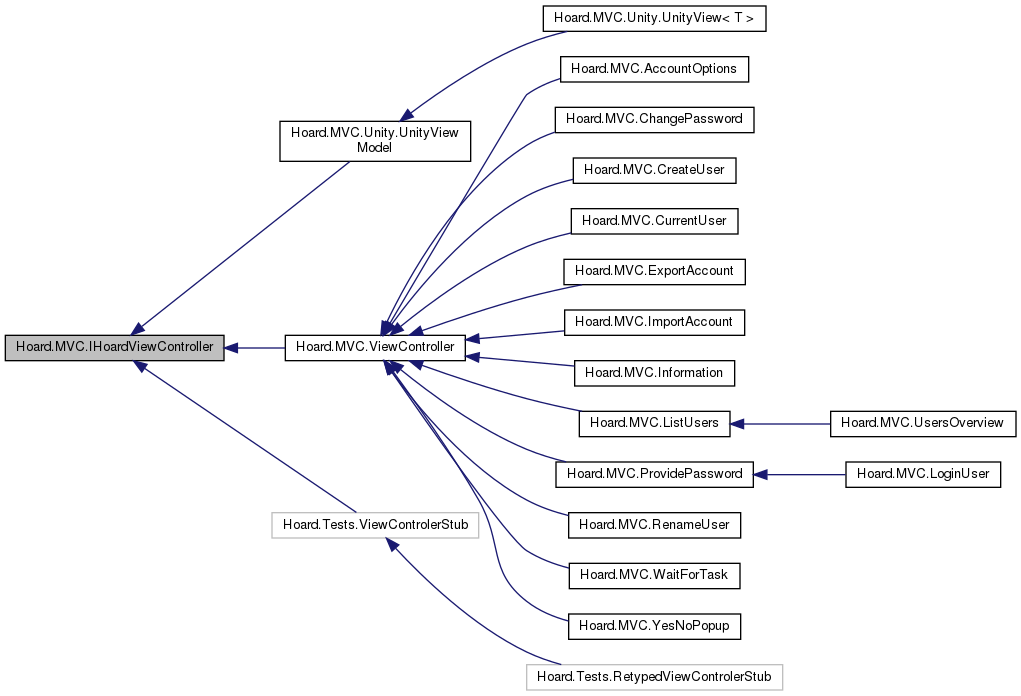 Hoard.MVC.Unity.UnityView< T >
Hoard.MVC.AccountOptions
Hoard.MVC.ChangePassword
Hoard.MVC.Unity.UnityView
Model
Hoard.MVC.CreateUser
Hoard.MVC.CurrentUser
Hoard.MVC.ExportAccount
Hoard.MVC.ImportAccount
Hoard.MVC.IHoardViewController
Hoard.MVC.ViewController
Hoard.MVC.Information
Hoard.MVC.ListUsers
Hoard.MVC.UsersOverview
Hoard.MVC.ProvidePassword
Hoard.MVC.LoginUser
Hoard.Tests.ViewControlerStub
Hoard.MVC.RenameUser
Hoard.MVC.WaitForTask
Hoard.MVC.YesNoPopup
Hoard.Tests.RetypedViewControlerStub